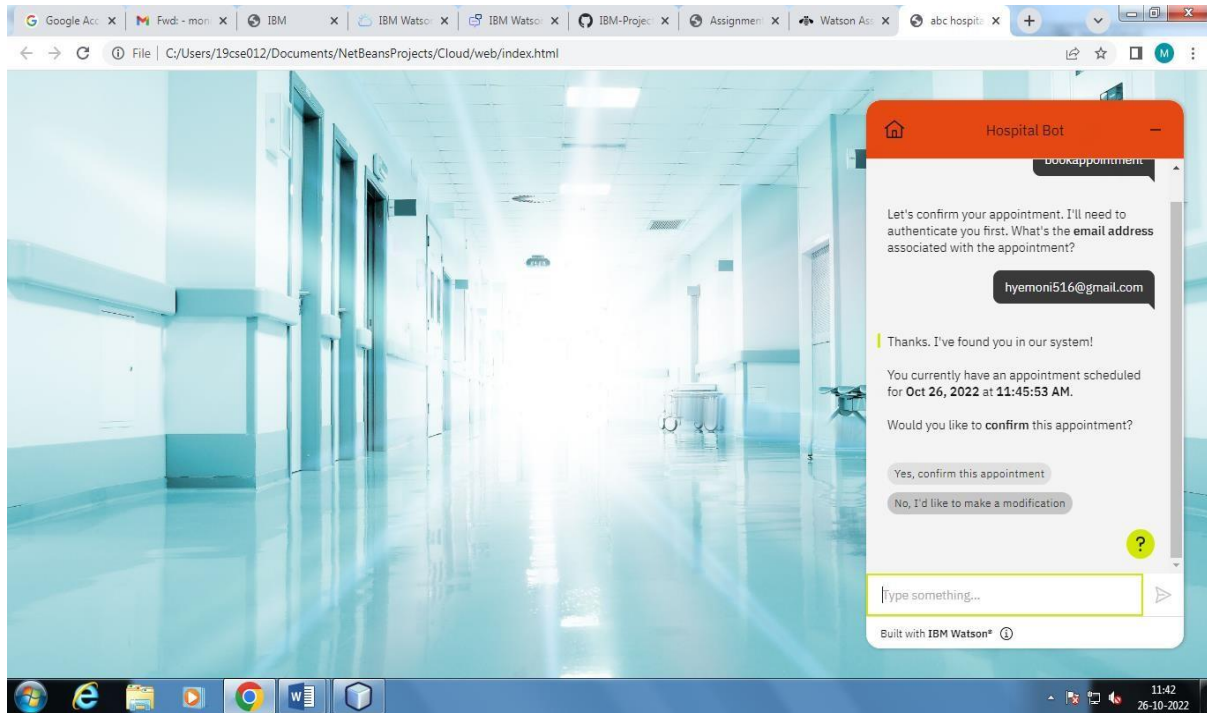 Google Acc
Fwd: - mon
IBM
IBM Watso
IBM Watso
IBM-Projec
Assignmen
Watson Ass
abc hospita
File | C:/Users/19cse012/Documents/NetBeansProjects/Cloud/web/index.html
M
Hospital Bot
bookappointment
Let's confirm your appointment. I'll need to
authenticate you first. What's the email address
associated with the appointment?
hyemoni516@gmail.com
Thanks. I've found you in our system!
You currently have an appointment scheduled
for Oct 26, 2022 at 11:45:53 AM.
Would you like to confirm this appointment?
Yes, confirm this appointment
No, I'd like to make a modification
?
Type something...
Built with IBM Watson®
11:42
26-10-2022